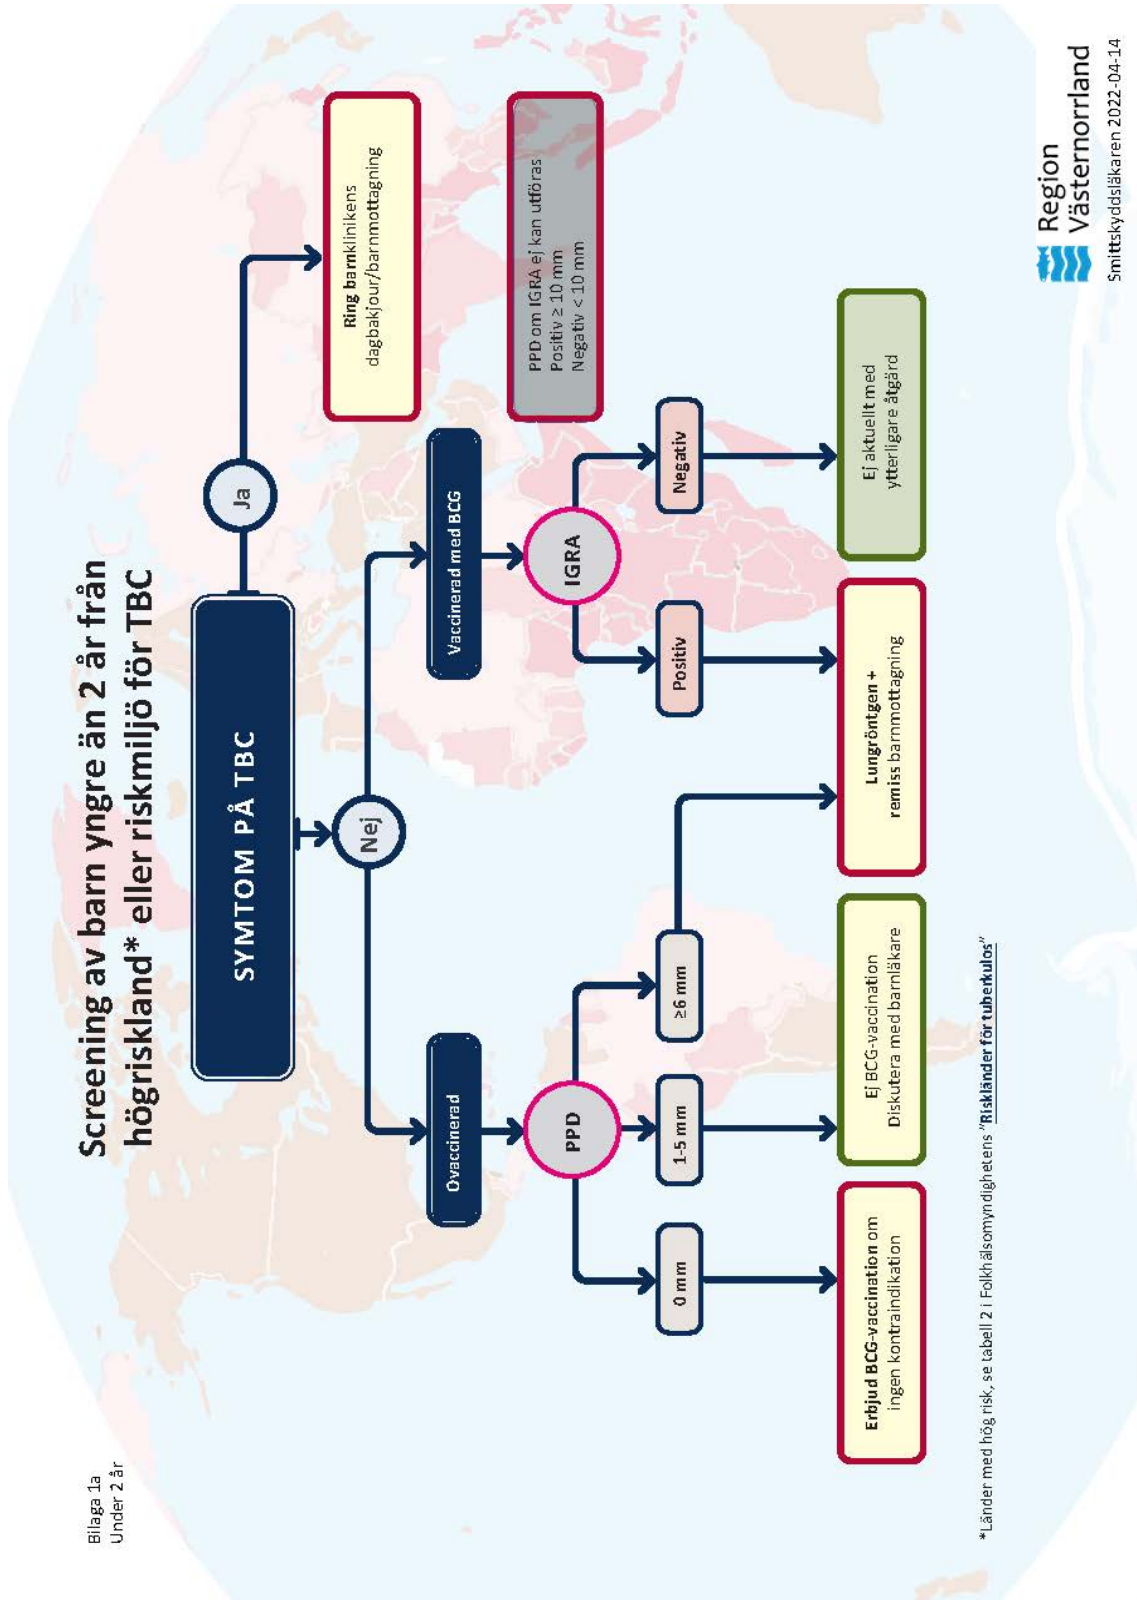 Bilaga 1a
Under 2 år
Screening av barn yngre än 2 år från
högriskland* eller riskmiljö för TBC
SYMTOM PÅ TBC
Ja
Nej
Ring barnklinikens
dagbakjour/barnmottagning
Ovaccinerad
Vaccinerad med BCG
PPD
IGRA
PPD om IGRA ej kan utföras
Positiv ≥ 10 mm
Negativ < 10 mm
0 mm
1-5 mm
≥6 mm
Positiv
Negativ
Erbjud BCG-vaccination om
ingen kontraindikation
Ej BCG-vaccination
Diskutera med barnläkare
Lungröntgen +
remiss barnmottagning
Ej aktuellt med
ytterligare åtgärd
*Länder med hög risk, se tabell 2 i Folkhälsomyndighetens "Riskländer för tuberkulos"
Region
Västernorrland
Smittskyddsläkaren 2022-04-14